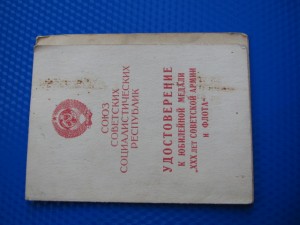 СОЮЗ
СОВЕТСКИХ
СОЦИАЛИСТИЧЕСКИХ
РЕСПУБЛИК
УДОСТОВЕРЕНИЕ
К ЮБИЛЕЙНОЙ МЕДАЛИ
„XXX ЛЕТ СОВЕТСКОЙ АРМИИ
И ФЛОТА“